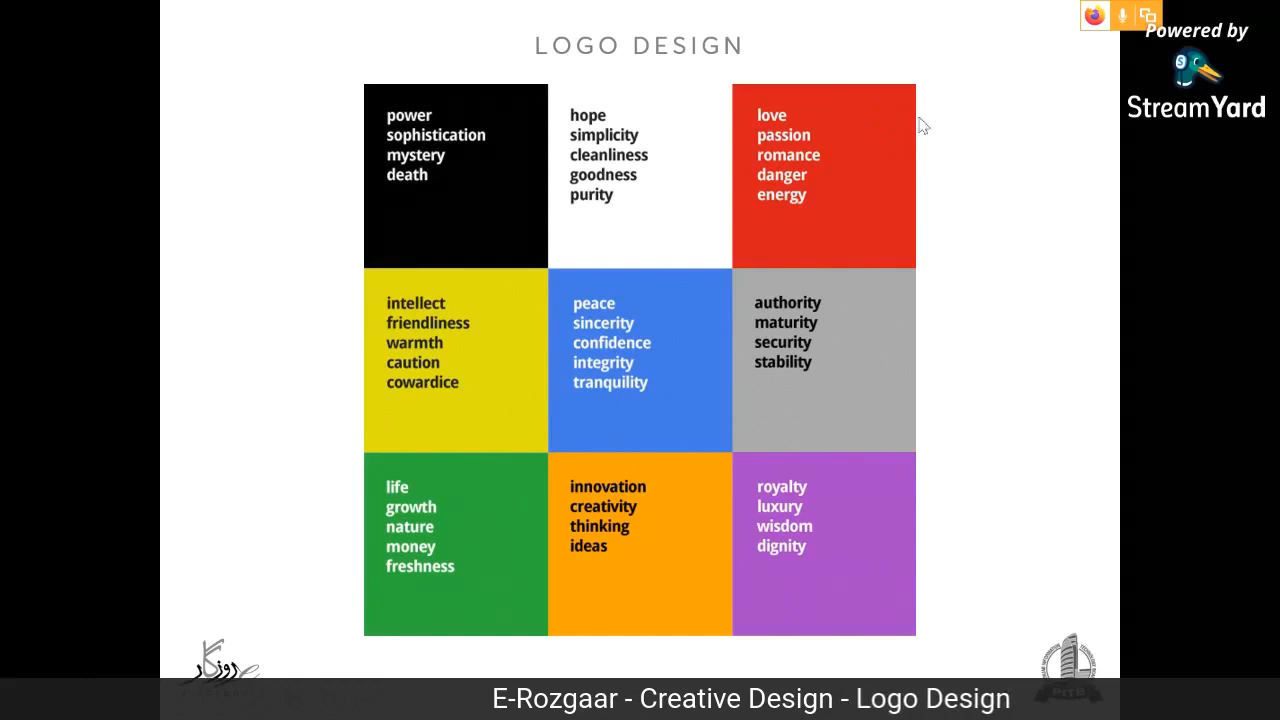 Powered by
StreamYard
LOGO DESIGN
power
sophistication
mystery
death
hope
simplicity
cleanliness
goodness
purity
love
passion
romance
danger
energy
intellect
friendliness
warmth
caution
cowardice
peace
sincerity
confidence
integrity
tranquility
authority
maturity
security
stability
life
growth
nature
money
freshness
innovation
creativity
thinking
ideas
royalty
luxury
wisdom
dignity
روزگار
PITB
E-Rozgaar - Creative Design - Logo Design